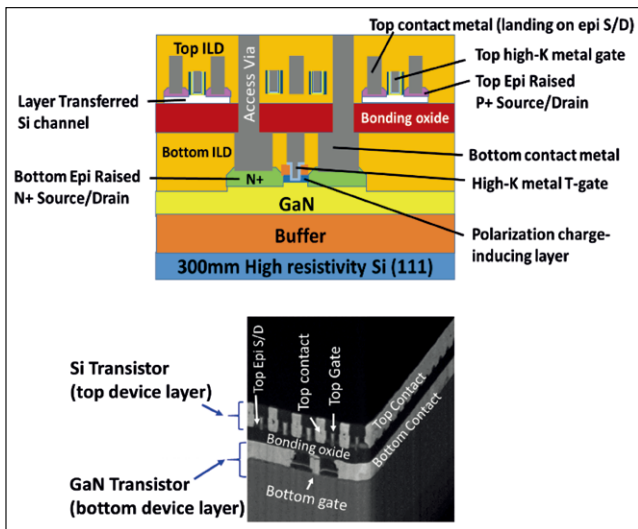 Top contact metal (landing on epi S/D)
Top ILD
Access Via
Top high-K metal gate
Top Epi Raised
P+ Source/Drain
Layer Transferred
Si channel
Bonding oxide
Bottom ILD
Bottom contact metal
Bottom Epi Raised
N+ Source/Drain
N+
High-K metal T-gate
GaN
Polarization charge-
inducing layer
Buffer
300mm High resistivity Si (111)
Si Transistor
(top device layer)
Top Epi S/D
Top contact
Top Gate
Top Contact
Bottom Contact
Bonding oxide
GaN Transistor
(bottom device layer)
Bottom gate